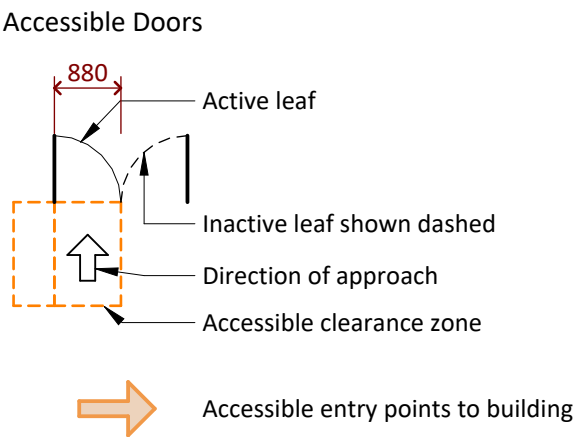 Accessible Doors
880
Active leaf
Inactive leaf shown dashed
Direction of approach
Accessible clearance zone
Accessible entry points to building